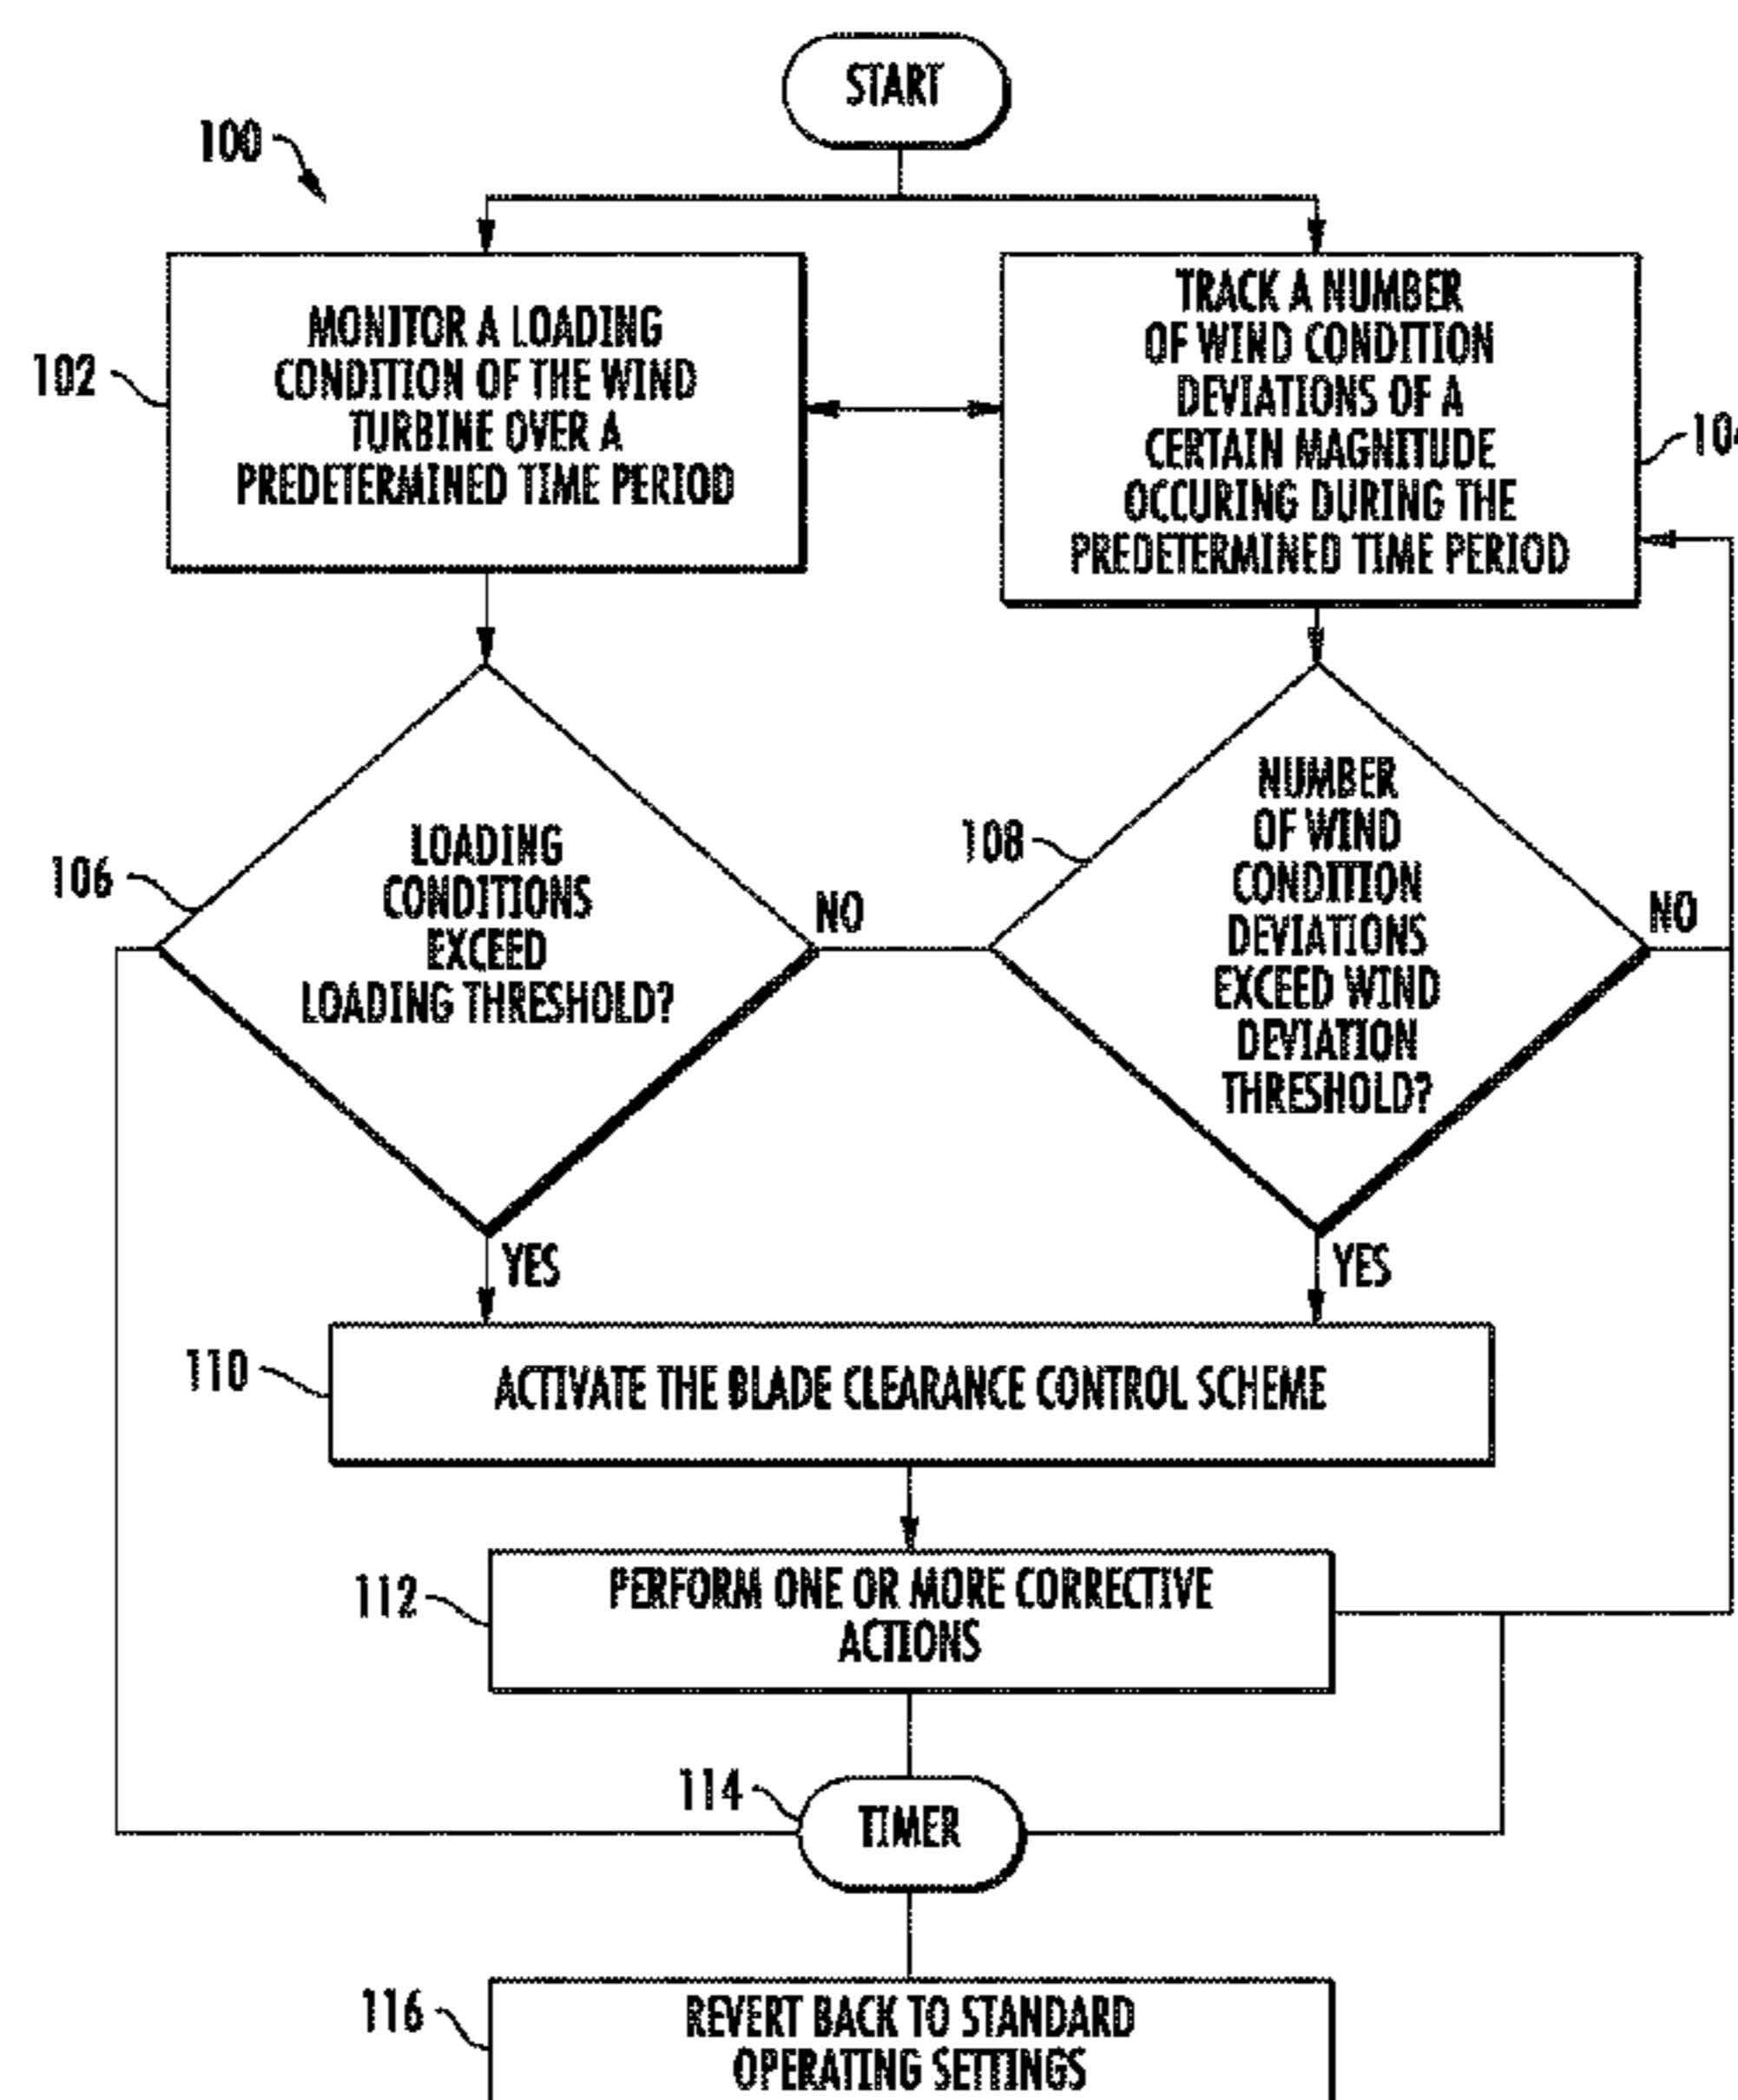 START
100
MONITOR A LOADING
CONDITION OF THE WIND
TURBINE OVER A
PREDETERMINED TIME PERIOD
102
TRACK A NUMBER
OF WIND CONDITION
DEVIATIONS OF A
CERTAIN MAGNITUDE
OCCURING DURING THE
PREDETERMINED TIME PERIOD
104
LOADING
CONDITIONS
EXCEED
LOADING THRESHOLD?
106
NO
NUMBER
OF WIND
CONDITION
DEVIATIONS
EXCEED WIND
DEVIATION
THRESHOLD?
108
NO
YES
YES
110
ACTIVATE THE BLADE CLEARANCE CONTROL SCHEME
112
PERFORM ONE OR MORE CORRECTIVE
ACTIONS
114
TIMER
116
REVERT BACK TO STANDARD
OPERATING SETTINGS